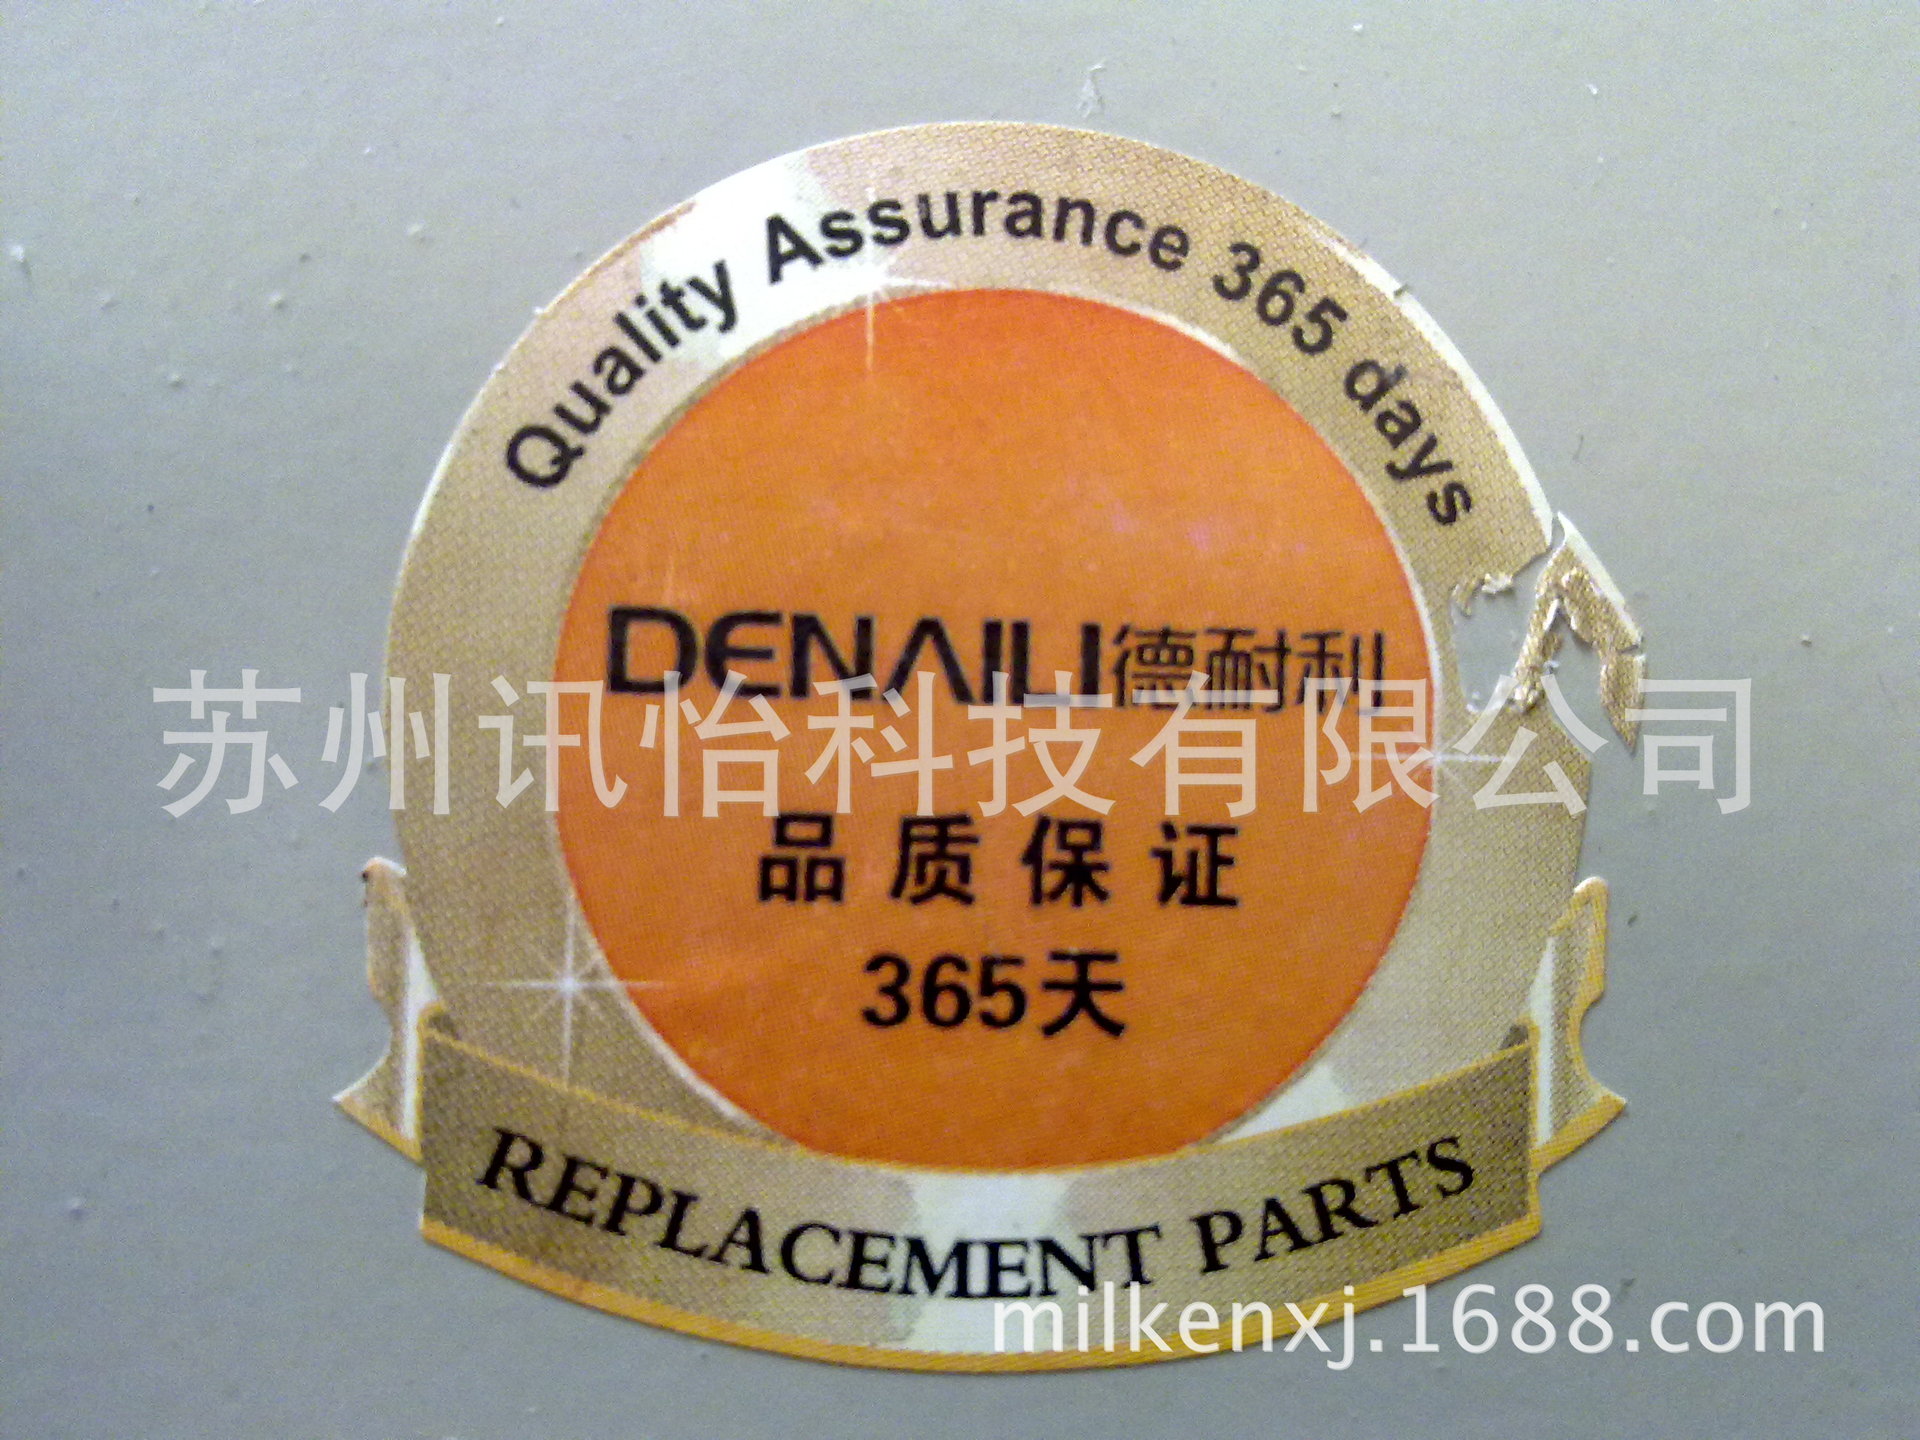 Quality Assurance 365 days
DENAILI德耐利
苏州讯怡科技有限公司
品质保证
365天
REPLACEMENT PARTS
milkenxj.1688.com